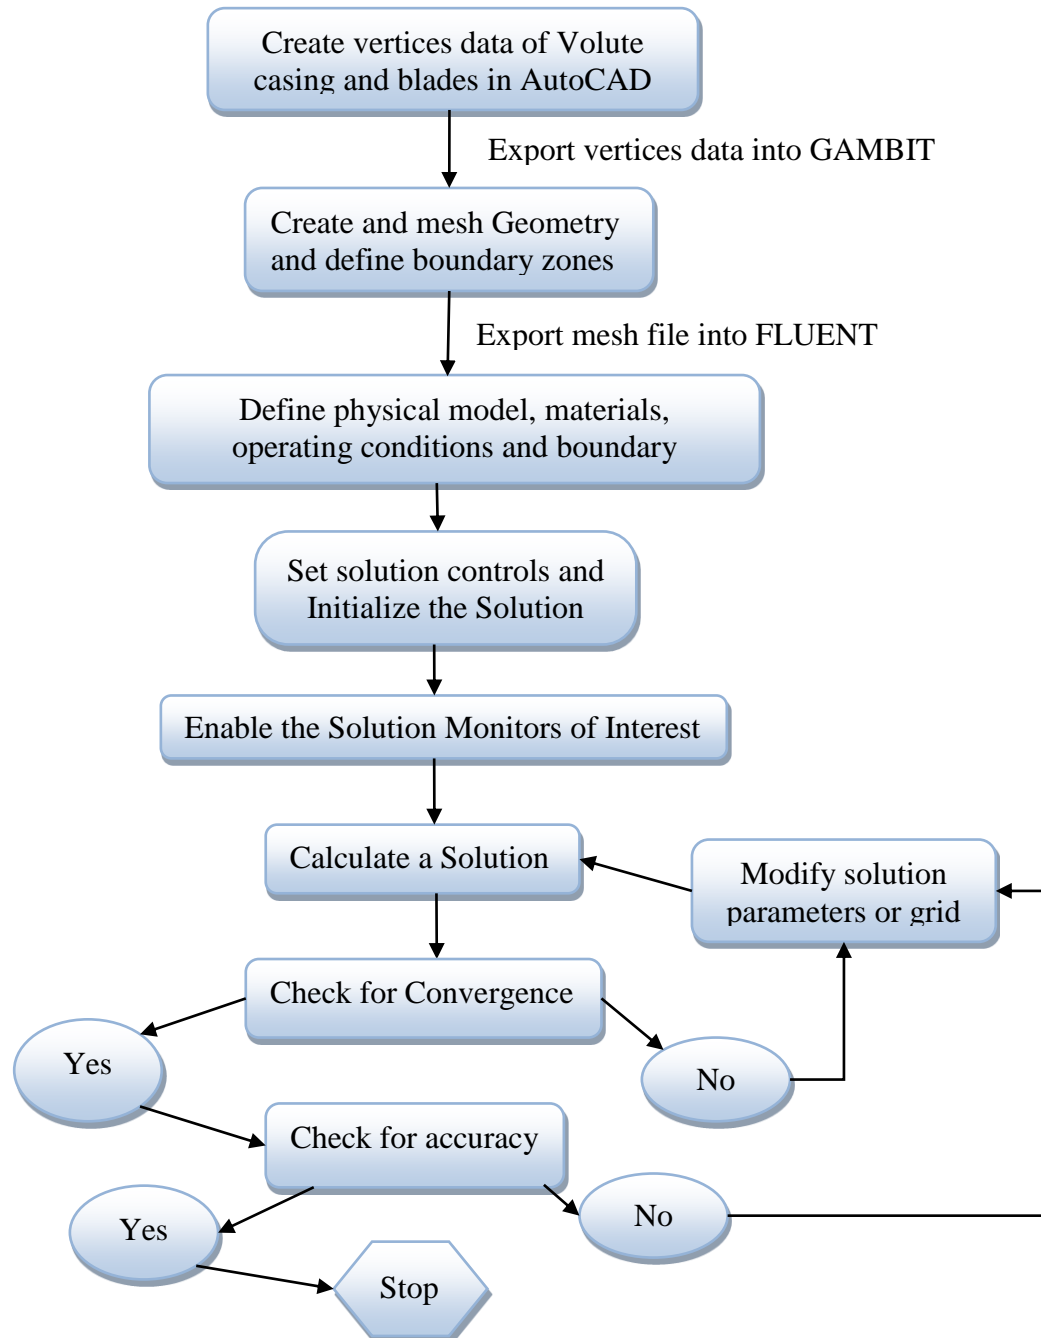 Create vertices data of Volute
casing and blades in AutoCAD
Export vertices data into GAMBIT
Create and mesh Geometry
and define boundary zones
Export mesh file into FLUENT
Define physical model, materials,
operating conditions and boundary
Set solution controls and
Initialize the Solution
Enable the Solution Monitors of Interest
Calculate a Solution
Modify solution
parameters or grid
Check for Convergence
Yes
No
Check for accuracy
Yes
No
Stop